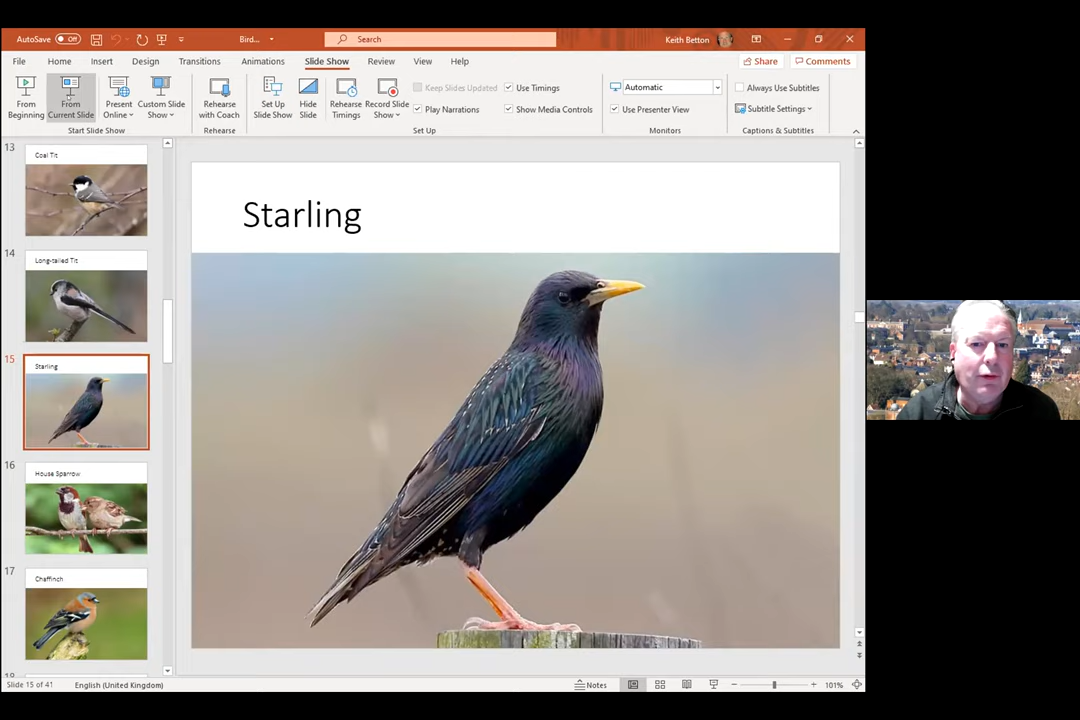 AutoSave Off Bird... Search Keith Betton
File Home Insert Design Transitions Animations Slide Show Review View Help Share Comments
From Beginning
From Current Slide
Present Online
Custom Slide Show
Start Slide Show
Rehearse with Coach
Rehearse
Set Up Slide Show
Hide Slide
Rehearse Timings
Record Slide Show
Keep Slides Updated
Play Narrations
Use Timings
Show Media Controls
Set Up
Automatic
Use Presenter View
Monitors
Always Use Subtitles
Subtitle Settings
Captions & Subtitles
13
Coal Tit
14
Long-tailed Tit
15
Starling
16
House Sparrow
17
Chaffinch
Starling
Slide 15 of 41 English (United Kingdom) Notes 101%